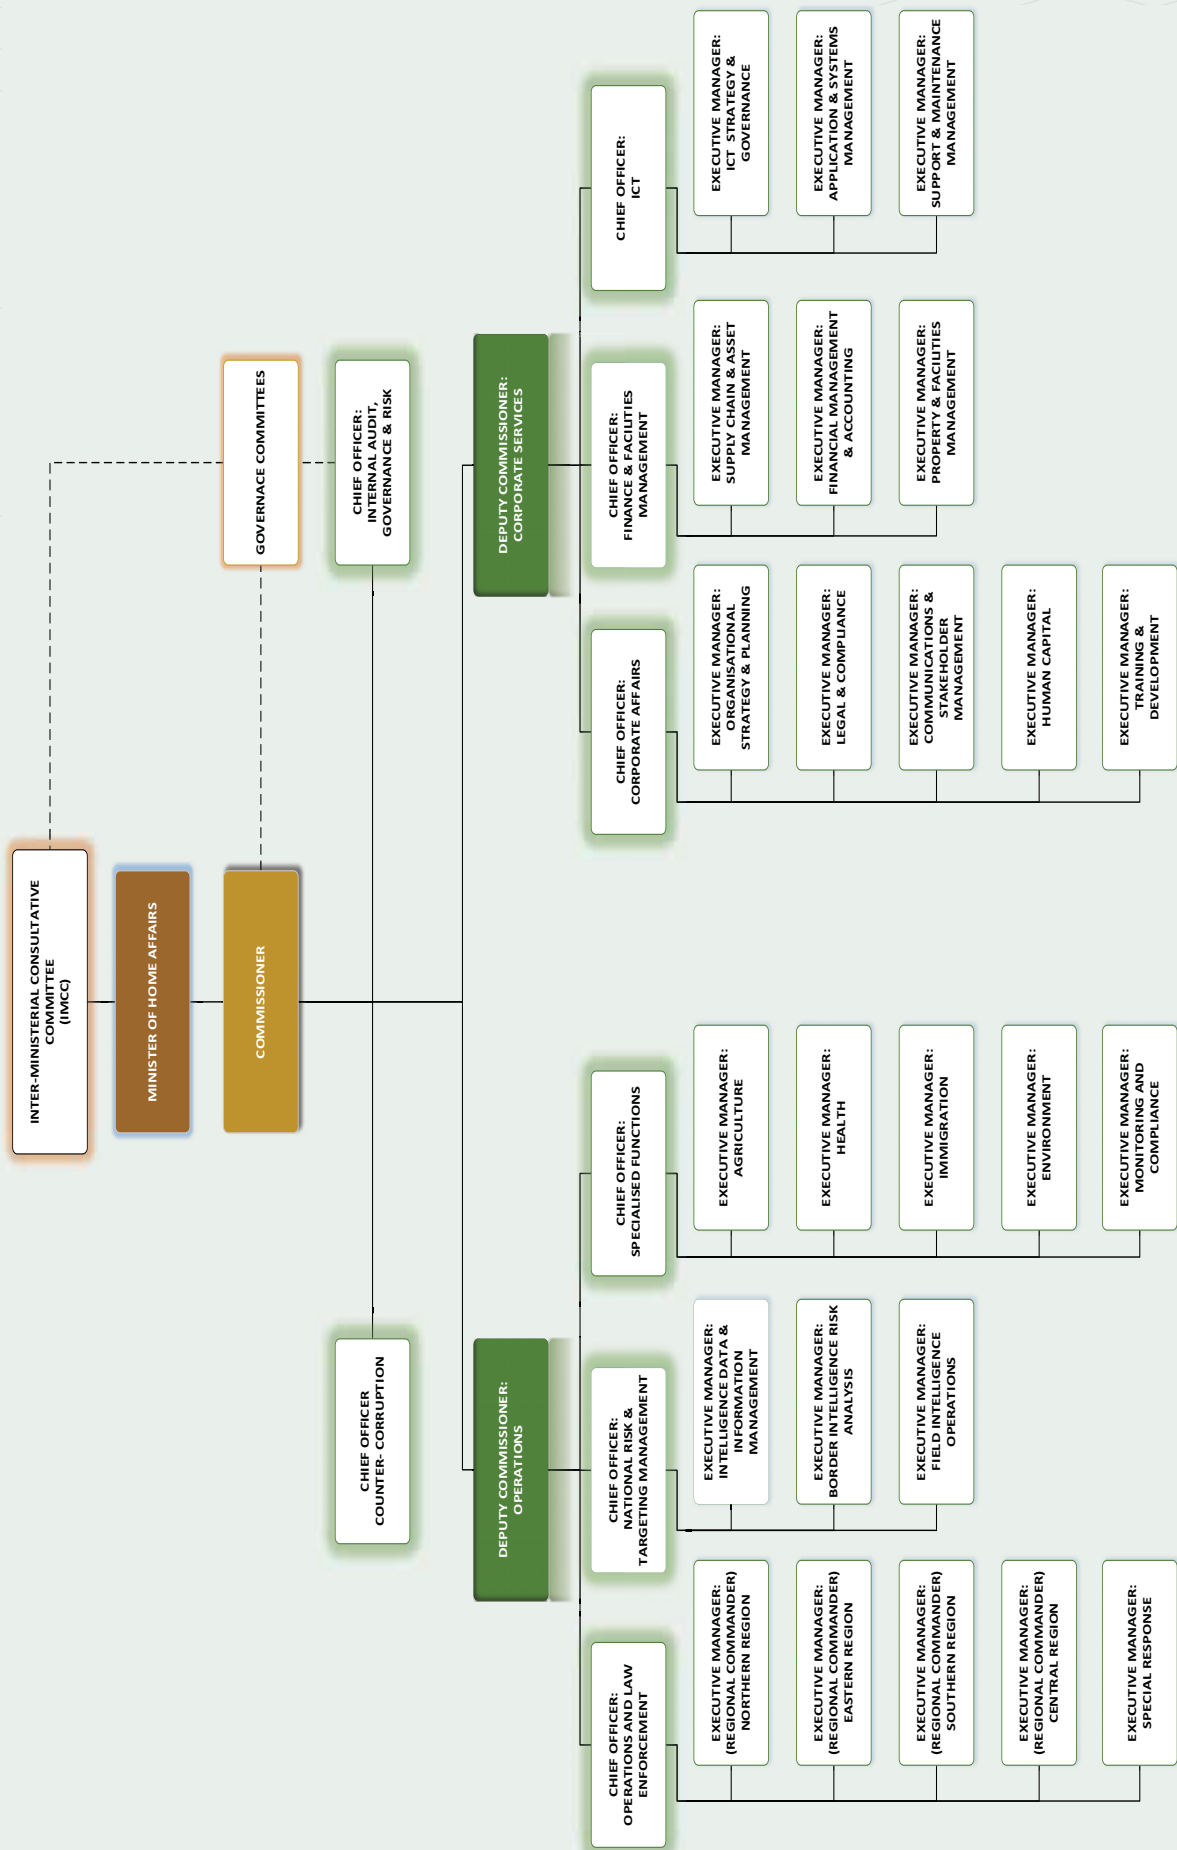 INTER-MINISTERIAL CONSULTATIVE
COMMITTEE
(IMCC)
MINISTER OF HOME AFFAIRS
COMMISSIONER
GOVERNACE COMMITTEES
CHIEF OFFICER
COUNTER- CORRUPTION
CHIEF OFFICER:
INTERNAL AUDIT,
GOVERNANCE & RISK
DEPUTY COMMISSIONER:
OPERATIONS
DEPUTY COMMISSIONER:
CORPORATE SERVICES
CHIEF OFFICER:
OPERATIONS AND LAW
ENFORCEMENT
EXECUTIVE MANAGER:
(REGIONAL COMMANDER)
NORTHERN REGION
EXECUTIVE MANAGER:
(REGIONAL COMMANDER)
EASTERN REGION
EXECUTIVE MANAGER:
(REGIONAL COMMANDER)
SOUTHERN REGION
EXECUTIVE MANAGER:
(REGIONAL COMMANDER)
CENTRAL REGION
EXECUTIVE MANAGER:
SPECIAL RESPONSE
CHIEF OFFICER:
NATIONAL RISK &
TARGETING MANAGEMENT
EXECUTIVE MANAGER:
INTELLIGENCE DATA &
INFORMATION
MANAGEMENT
EXECUTIVE MANAGER:
BORDER INTELLIGENCE RISK
ANALYSIS
EXECUTIVE MANAGER:
FIELD INTELLIGENCE
OPERATIONS
CHIEF OFFICER:
SPECIALISED FUNCTIONS
EXECUTIVE MANAGER:
AGRICULTURE
EXECUTIVE MANAGER:
HEALTH
EXECUTIVE MANAGER:
IMMIGRATION
EXECUTIVE MANAGER:
ENVIRONMENT
EXECUTIVE MANAGER:
MONITORING AND
COMPLIANCE
CHIEF OFFICER:
CORPORATE AFFAIRS
EXECUTIVE MANAGER:
ORGANISATIONAL
STRATEGY & PLANNING
EXECUTIVE MANAGER:
LEGAL & COMPLIANCE
EXECUTIVE MANAGER:
COMMUNICATIONS &
STAKEHOLDER
MANAGEMENT
EXECUTIVE MANAGER:
HUMAN CAPITAL
EXECUTIVE MANAGER:
TRAINING &
DEVELOPMENT
CHIEF OFFICER:
FINANCE & FACILITIES
MANAGEMENT
EXECUTIVE MANAGER:
SUPPLY CHAIN & ASSET
MANAGEMENT
EXECUTIVE MANAGER:
FINANCIAL MANAGEMENT
& ACCOUNTING
EXECUTIVE MANAGER:
PROPERTY & FACILITIES
MANAGEMENT
CHIEF OFFICER:
ICT
EXECUTIVE MANAGER:
ICT STRATEGY &
GOVERNANCE
EXECUTIVE MANAGER:
APPLICATION & SYSTEMS
MANAGEMENT
EXECUTIVE MANAGER:
SUPPORT & MAINTENANCE
MANAGEMENT